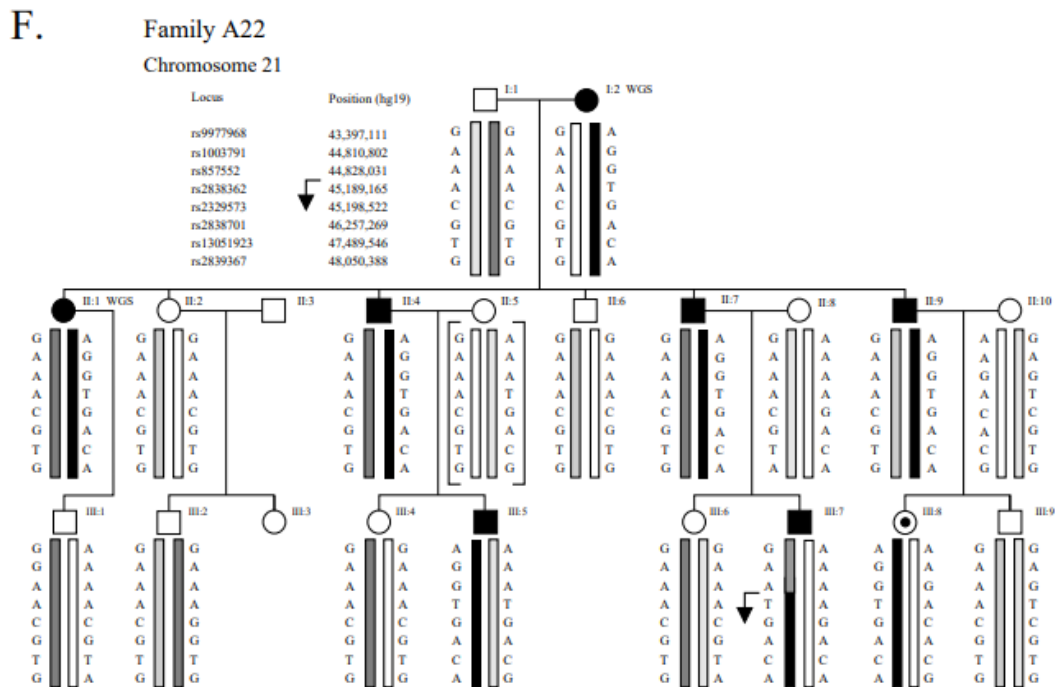 F.
Family A22
Chromosome 21
Locus Position (hg19)
I:1 I:2 WGS
rs9977968 43,397,111 G G G A
rs1003791 44,810,802 A A A G
rs857552 44,828,031 A A A G
rs2838362 45,189,165 A A A T
rs2329573 45,198,522 C C C G
rs2838701 46,257,269 G G G A
rs13051923 47,489,546 T T T C
rs2839367 48,050,388 G G G A
II:1 WGS II:2 II:3 II:4 II:5 II:6 II:7 II:8 II:9 II:10
G A G G G A G A G G G A G A G A A G
A G A A A G A A A A A G A A A G A A
A G A A A G A A A A A G A A A G G G
A T A A A T A T A A A T A A A T A T
C G C C C G C G C C C G C G C G C C
G A G G G A G A G G G A G A G A A G
T C T T T C T C T T T C T C T C C T
G A G G G A G G G G G A A A G A G G
III:1 III:2 III:3 III:4 III:5 III:6 III:7 III:8 III:9
G A G G G G A A G G G A A A G G
G A A A A A G A A A A A G A A A
A A A A A A G A A A A A G G A G
A A A A A A T T A A T A T A A T
C C C G C C G G C C G G G C C C
G G G G G G A A G G A A A A G G
T T T T T T C C T T C C C C T T
G A G G G G A G G A A A A G G G